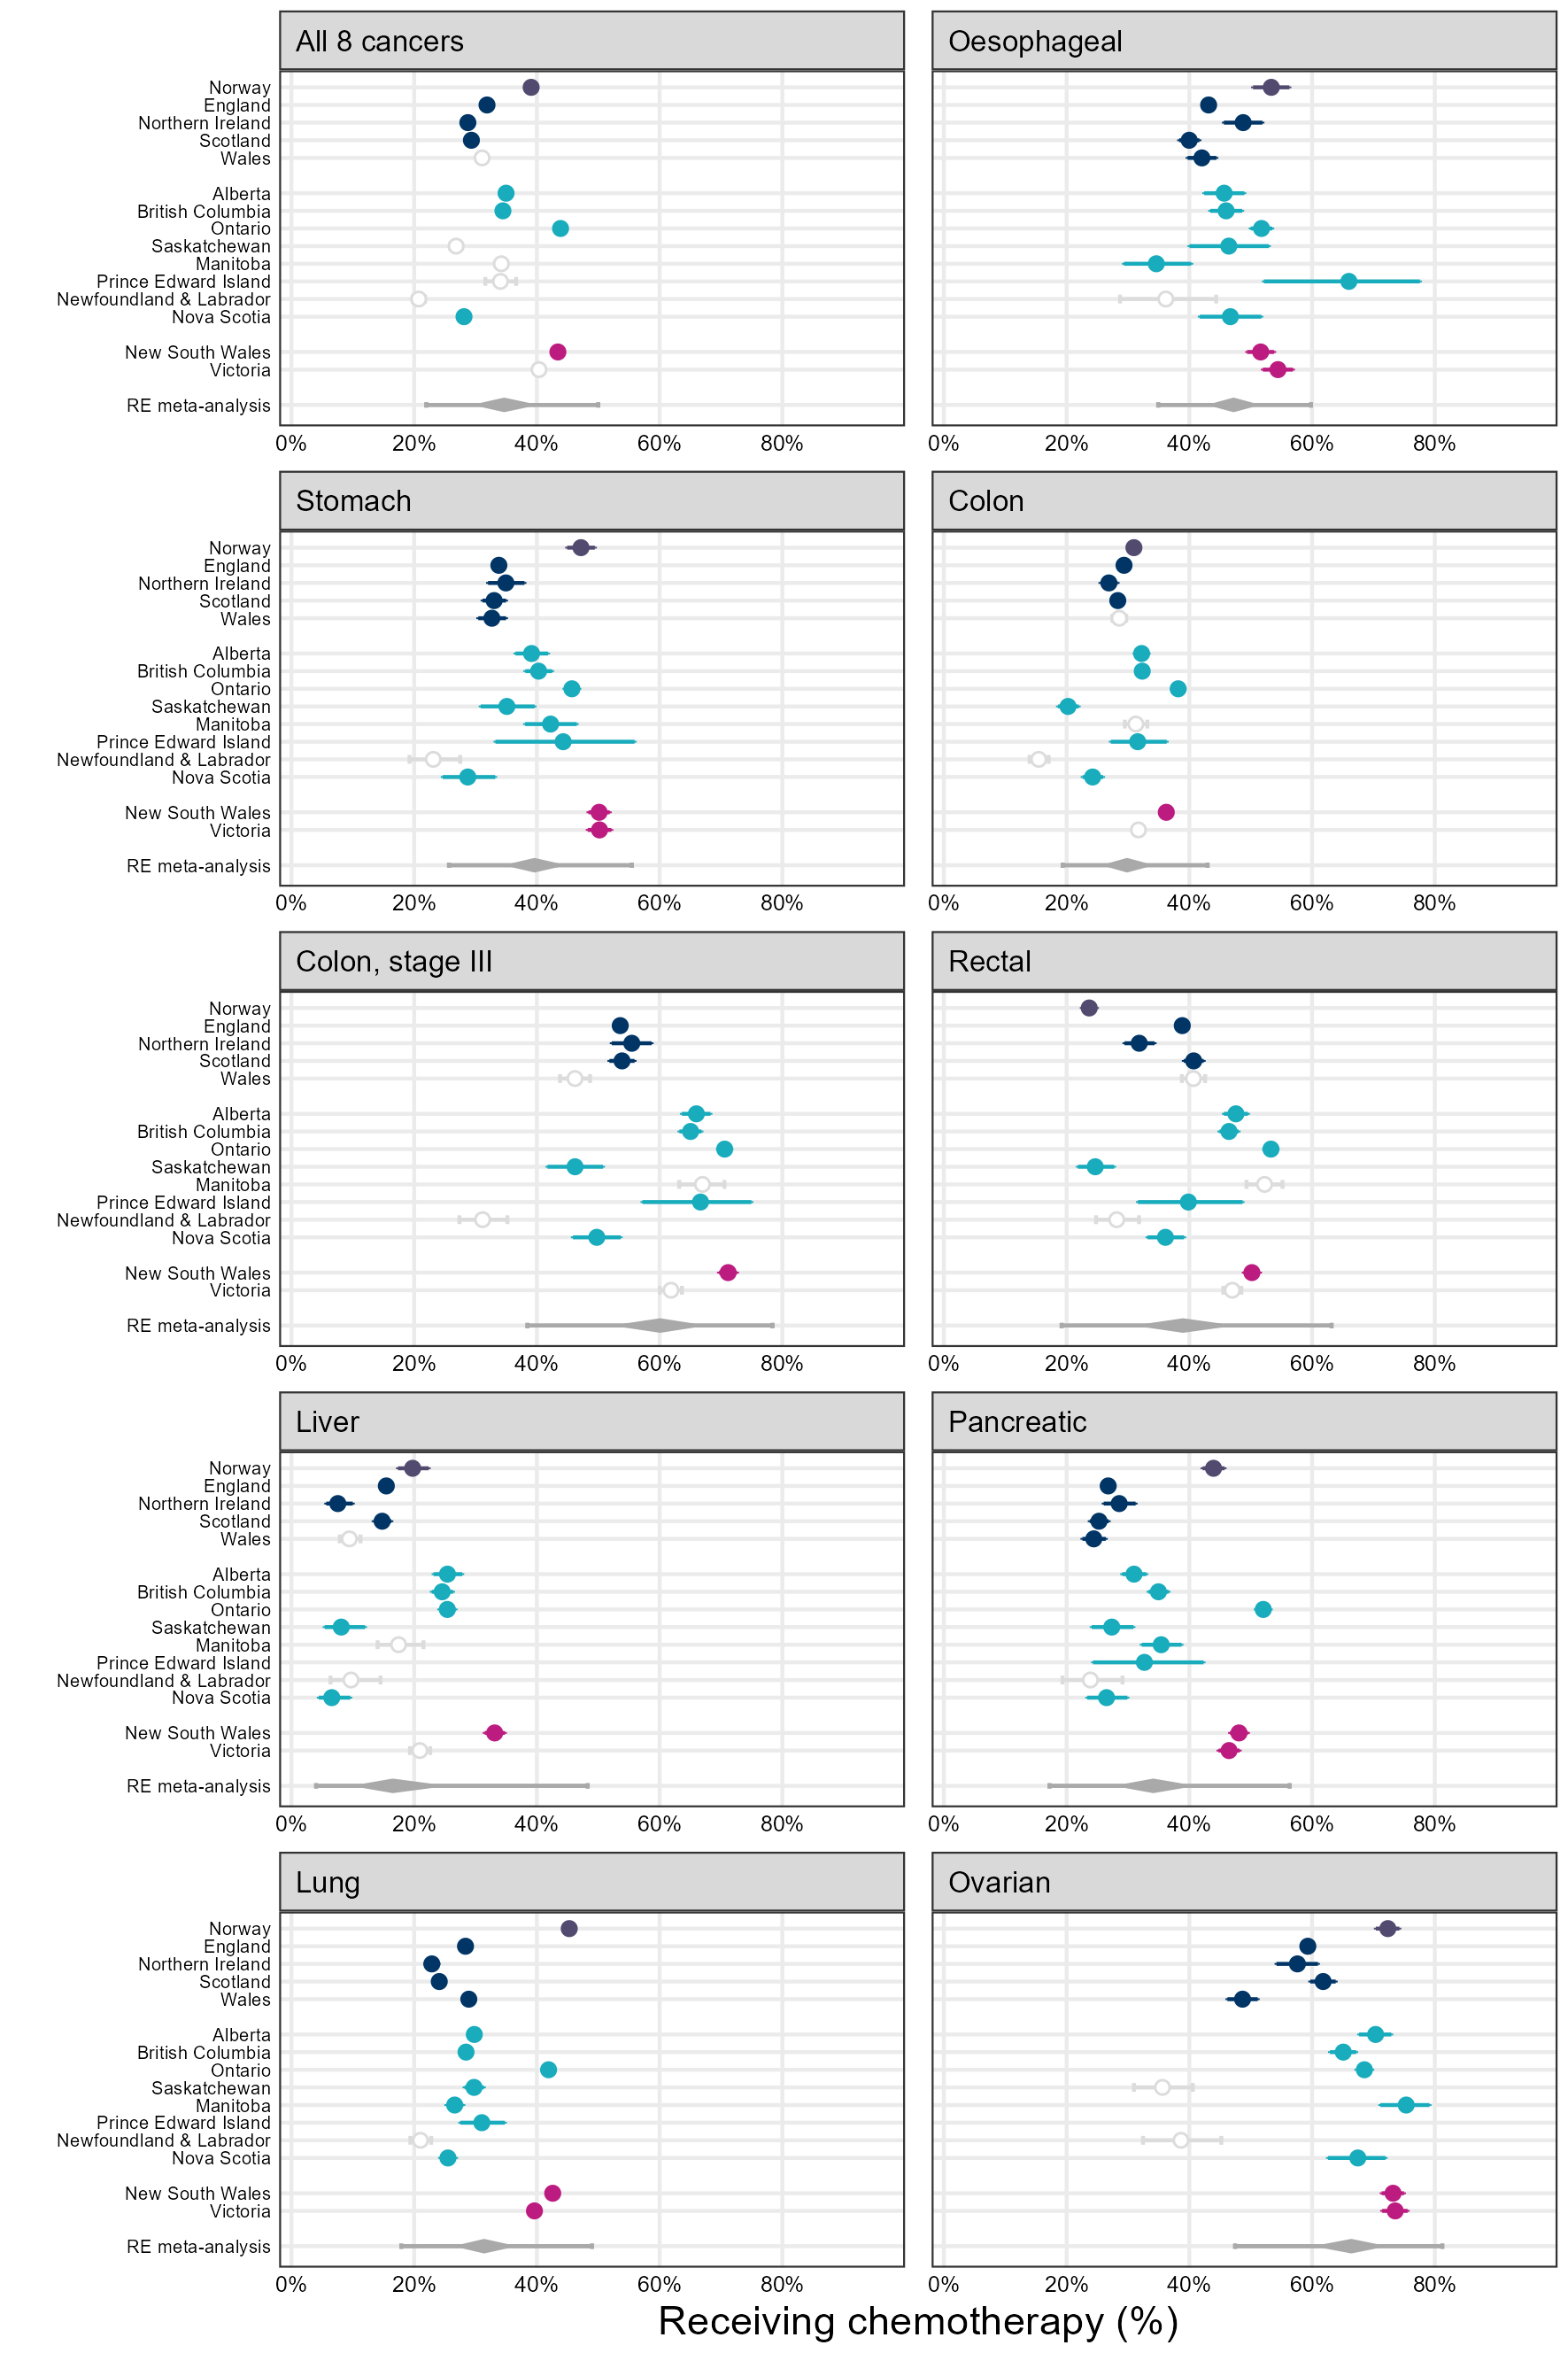 All 8 cancers
Norway
England
Northern Ireland
Scotland
Wales
Alberta
British Columbia
Ontario
Saskatchewan
Manitoba
Prince Edward Island
Newfoundland & Labrador
Nova Scotia
New South Wales
Victoria
RE meta-analysis
0% 20% 40% 60% 80%
Oesophageal
0% 20% 40% 60% 80%
Stomach
Norway
England
Northern Ireland
Scotland
Wales
Alberta
British Columbia
Ontario
Saskatchewan
Manitoba
Prince Edward Island
Newfoundland & Labrador
Nova Scotia
New South Wales
Victoria
RE meta-analysis
0% 20% 40% 60% 80%
Colon
0% 20% 40% 60% 80%
Colon, stage III
Norway
England
Northern Ireland
Scotland
Wales
Alberta
British Columbia
Ontario
Saskatchewan
Manitoba
Prince Edward Island
Newfoundland & Labrador
Nova Scotia
New South Wales
Victoria
RE meta-analysis
0% 20% 40% 60% 80%
Rectal
0% 20% 40% 60% 80%
Liver
Norway
England
Northern Ireland
Scotland
Wales
Alberta
British Columbia
Ontario
Saskatchewan
Manitoba
Prince Edward Island
Newfoundland & Labrador
Nova Scotia
New South Wales
Victoria
RE meta-analysis
0% 20% 40% 60% 80%
Pancreatic
0% 20% 40% 60% 80%
Lung
Norway
England
Northern Ireland
Scotland
Wales
Alberta
British Columbia
Ontario
Saskatchewan
Manitoba
Prince Edward Island
Newfoundland & Labrador
Nova Scotia
New South Wales
Victoria
RE meta-analysis
0% 20% 40% 60% 80%
Ovarian
0% 20% 40% 60% 80%
Receiving chemotherapy (%)